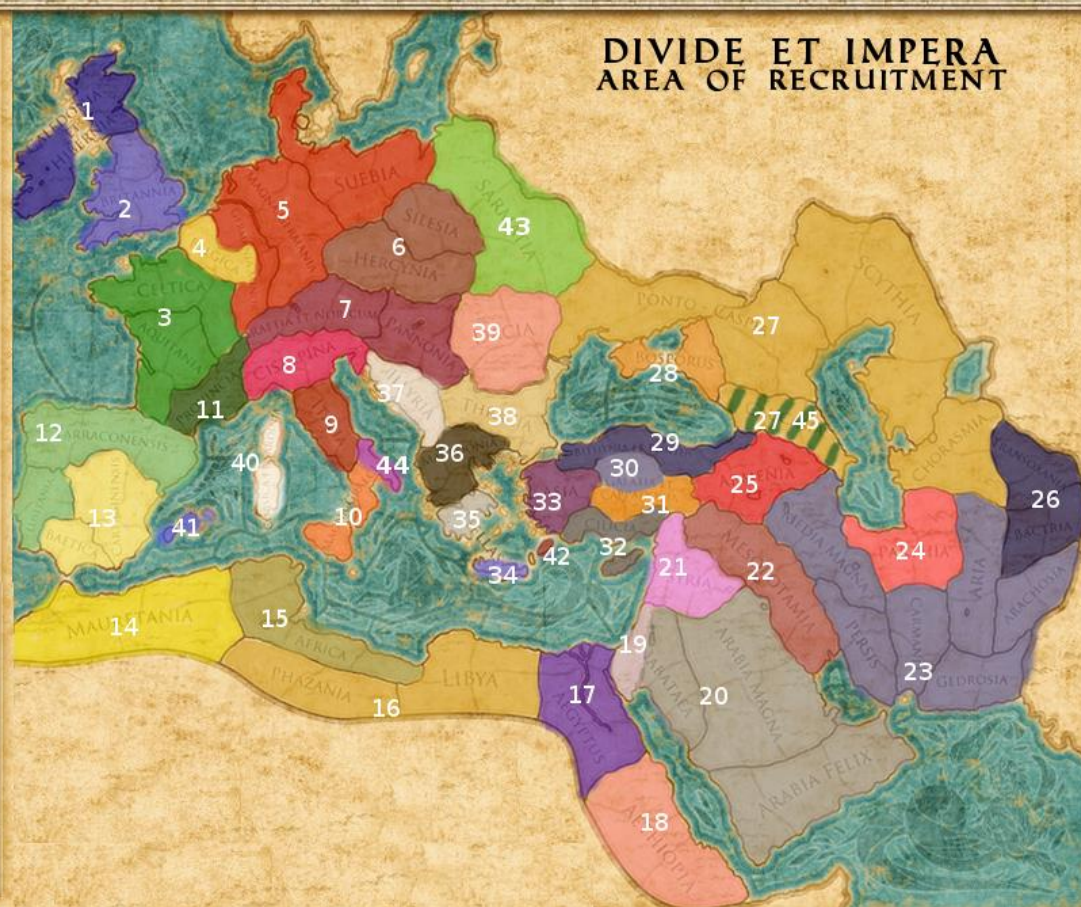 DIVIDE ET IMPERA
AREA OF RECRUITMENT
1
2
BRITANNIA
SUEBIA
5
SARMATIA
43
SILESIA
4
6
HERCYNIA
SCYTHIA
CELTICA
3
AQUITANIA
7
PANNONIA
39
PONTO
27
8
BOSPORUS
28
37
11
12
TARRACONENSIS
9
38
27 45
CHORASMIA
40
44
36
29
30
25
13
BAETICA
41
10
33
31
35
CILICIA
26
BACTRIA
42
32
34
24
PARTHIA
21
22
MESOPOTAMIA
MEDIA MAGNA
ARIA
ARACHOSIA
14
MAURETANIA
15
AFRICA
19
PERSIS
CARMANIA
23
GEDROSIA
PHAZANIA
LIBYA
16
17
AEGYPTUS
20
NABATAEA
ARABIA MAGNA
ARABIA FELIX
18
AETHIOPIA